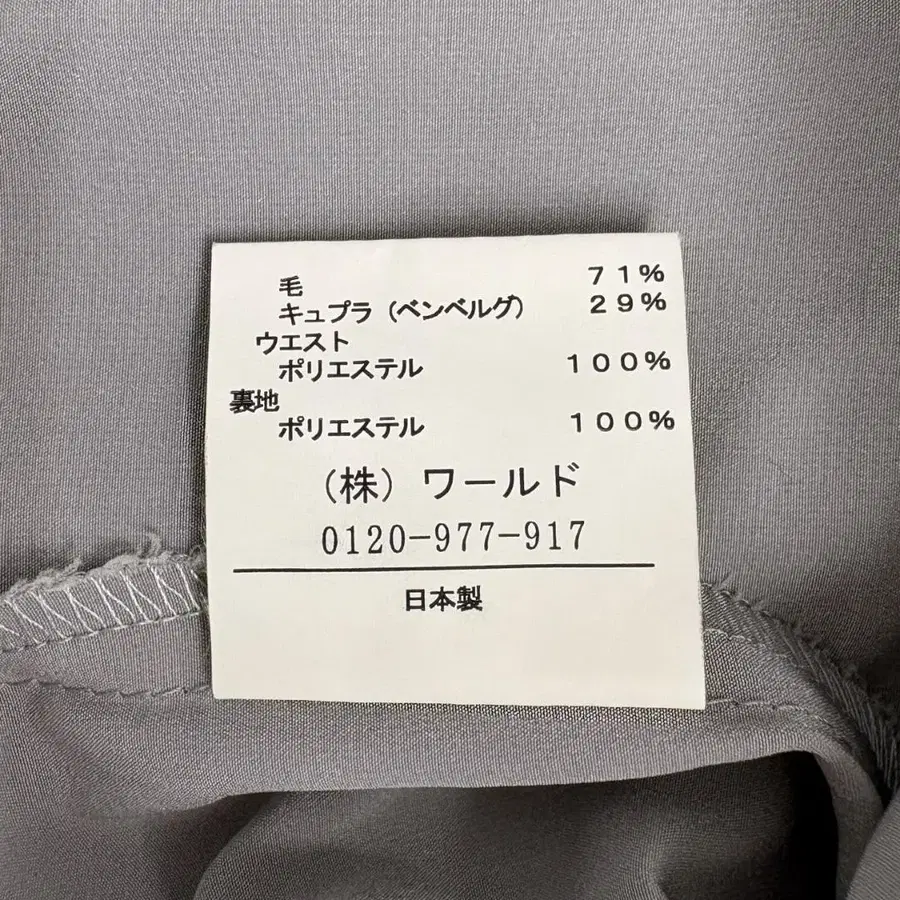 毛 71%
キュプラ(ベンベルグ) 29%
ウエスト
ポリエステル 100%
裏地
ポリエステル 100%
(株)ワールド
0120-977-917
日本製